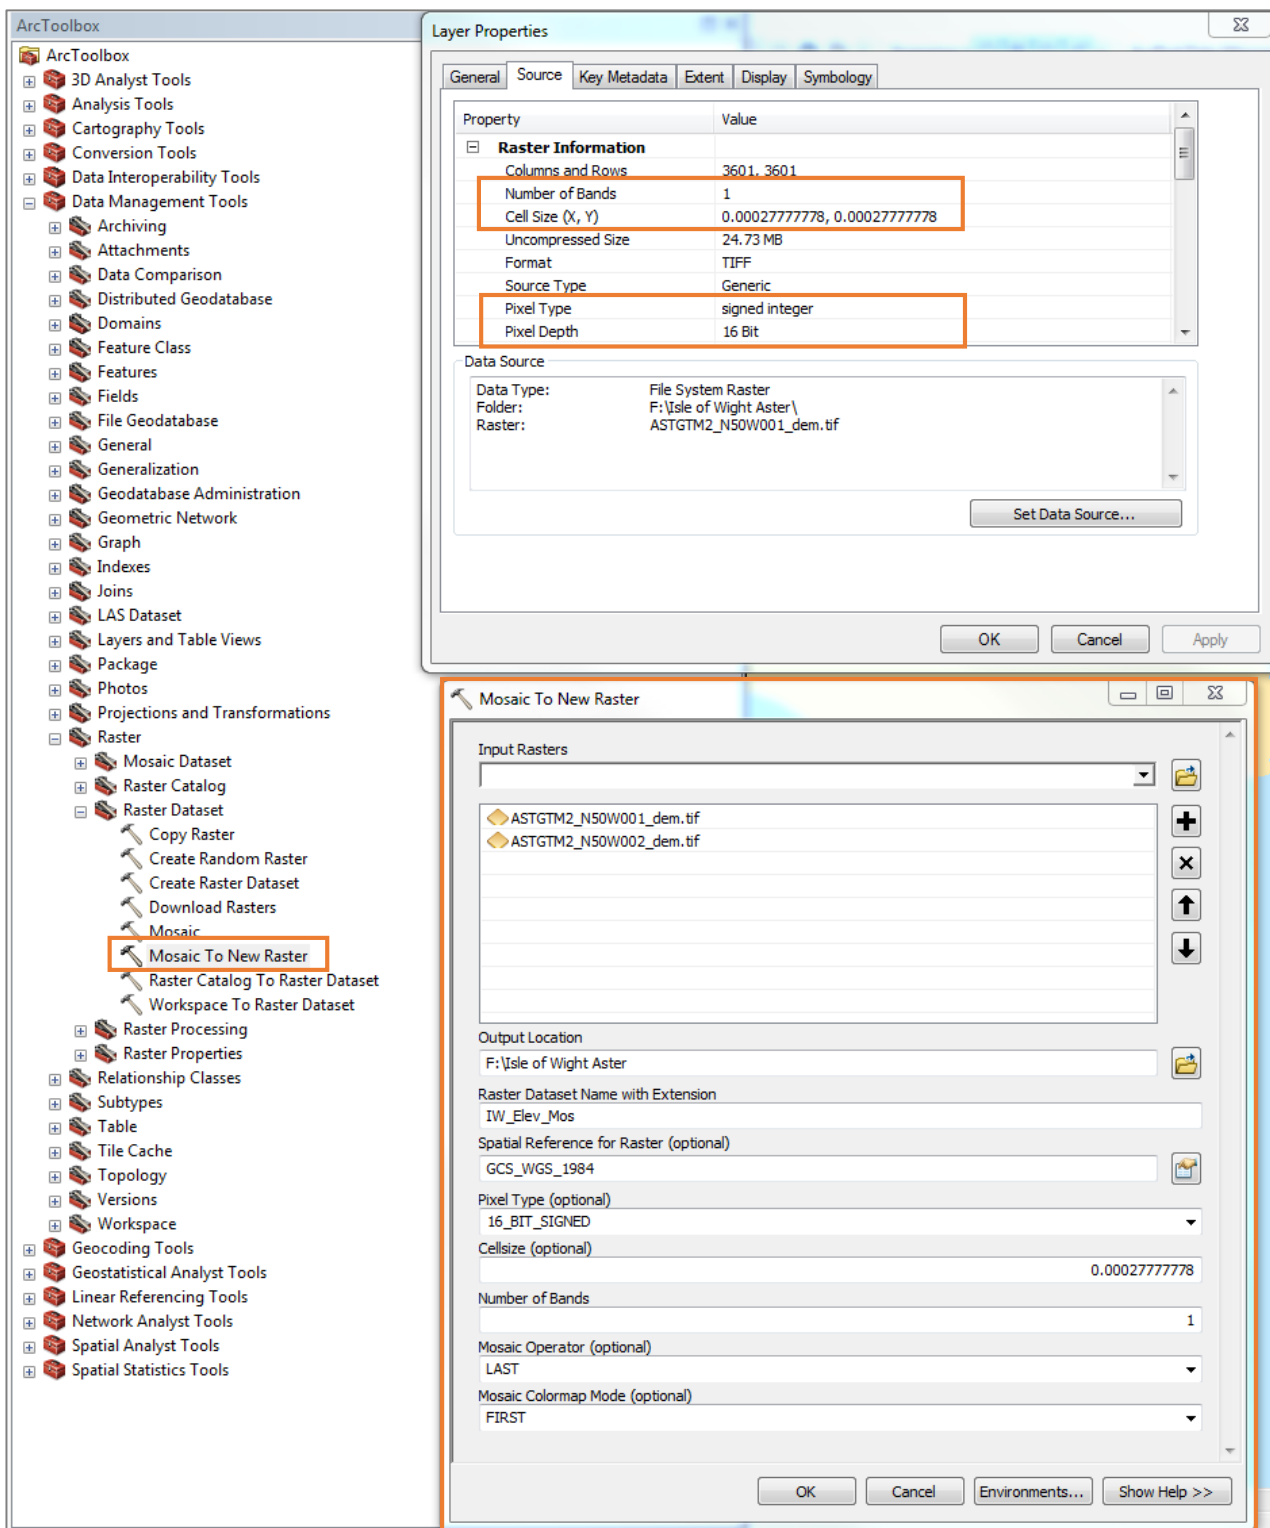 ArcToolbox
ArcToolbox
3D Analyst Tools
Analysis Tools
Cartography Tools
Conversion Tools
Data Interoperability Tools
Data Management Tools
Archiving
Attachments
Data Comparison
Distributed Geodatabase
Domains
Feature Class
Features
Fields
File Geodatabase
General
Generalization
Geodatabase Administration
Geometric Network
Graph
Indexes
Joins
LAS Dataset
Layers and Table Views
Package
Photos
Projections and Transformations
Raster
Mosaic Dataset
Raster Catalog
Raster Dataset
Copy Raster
Create Random Raster
Create Raster Dataset
Download Rasters
Mosaic
Mosaic To New Raster
Raster Catalog To Raster Dataset
Workspace To Raster Dataset
Raster Processing
Raster Properties
Relationship Classes
Subtypes
Table
Tile Cache
Topology
Versions
Workspace
Geocoding Tools
Geostatistical Analyst Tools
Linear Referencing Tools
Network Analyst Tools
Spatial Analyst Tools
Spatial Statistics Tools
Layer Properties
General Source Key Metadata Extent Display Symbology
Property Value
Raster Information
Columns and Rows 3601, 3601
Number of Bands 1
Cell Size (X, Y) 0.00027777778, 0.00027777778
Uncompressed Size 24.73 MB
Format TIFF
Source Type Generic
Pixel Type signed integer
Pixel Depth 16 Bit
Data Source
Data Type: File System Raster
Folder: F:\Isle of Wight Aster\
Raster: ASTGTM2_N50W001_dem.tif
Set Data Source...
OK Cancel Apply
Mosaic To New Raster
Input Rasters
ASTGTM2_N50W001_dem.tif
ASTGTM2_N50W002_dem.tif
Output Location
F:\Isle of Wight Aster
Raster Dataset Name with Extension
IW_Elev_Mos
Spatial Reference for Raster (optional)
GCS_WGS_1984
Pixel Type (optional)
16_BIT_SIGNED
Cellsize (optional)
0.00027777778
Number of Bands
1
Mosaic Operator (optional)
LAST
Mosaic Colormap Mode (optional)
FIRST
OK Cancel Environments... Show Help >>